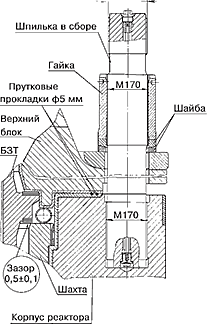 Шпилька в сборе
Гайка
Прутковые
прокладки ф5 мм
Верхний
блок
БЗТ
М170
М170
М170
Шайба
Зазор
0,5±0,1
Шахта
Корпус реактора